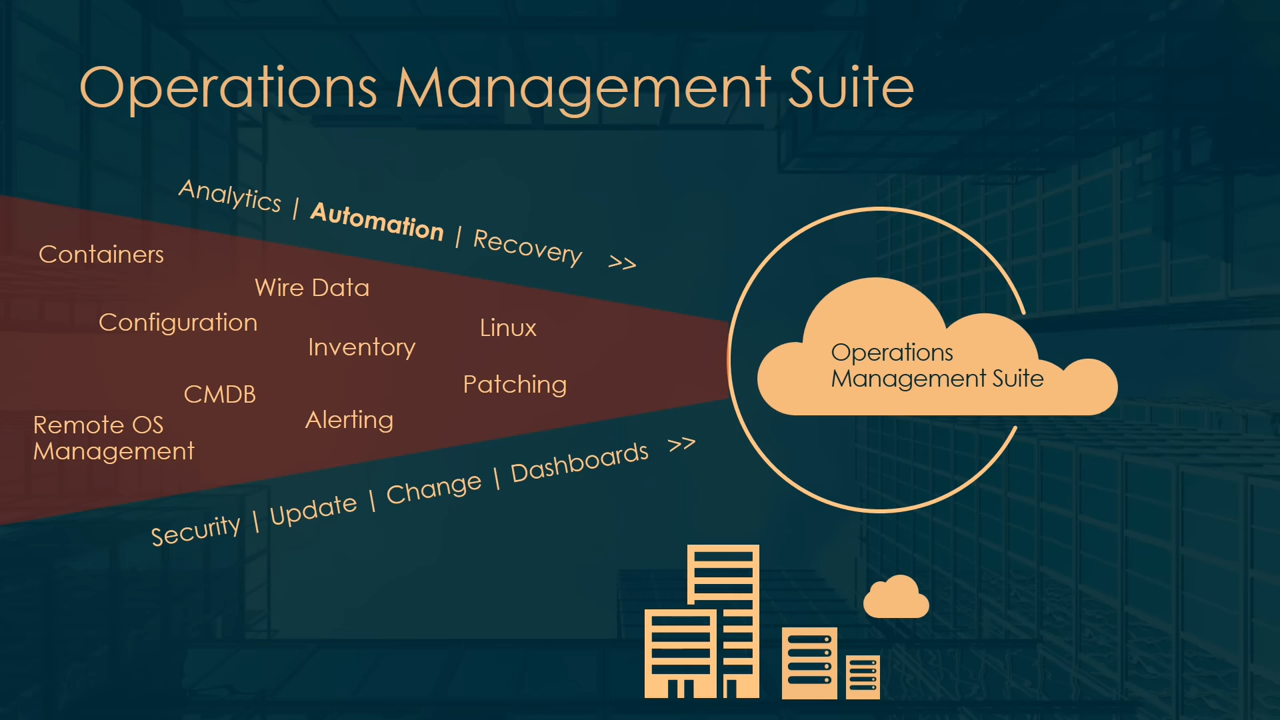 Operations Management Suite
Analytics | Automation | Recovery >>
Containers
Wire Data
Configuration
Linux
Inventory
Patching
CMDB
Alerting
Remote OS
Management
Security | Update | Change | Dashboards >>
Operations
Management Suite